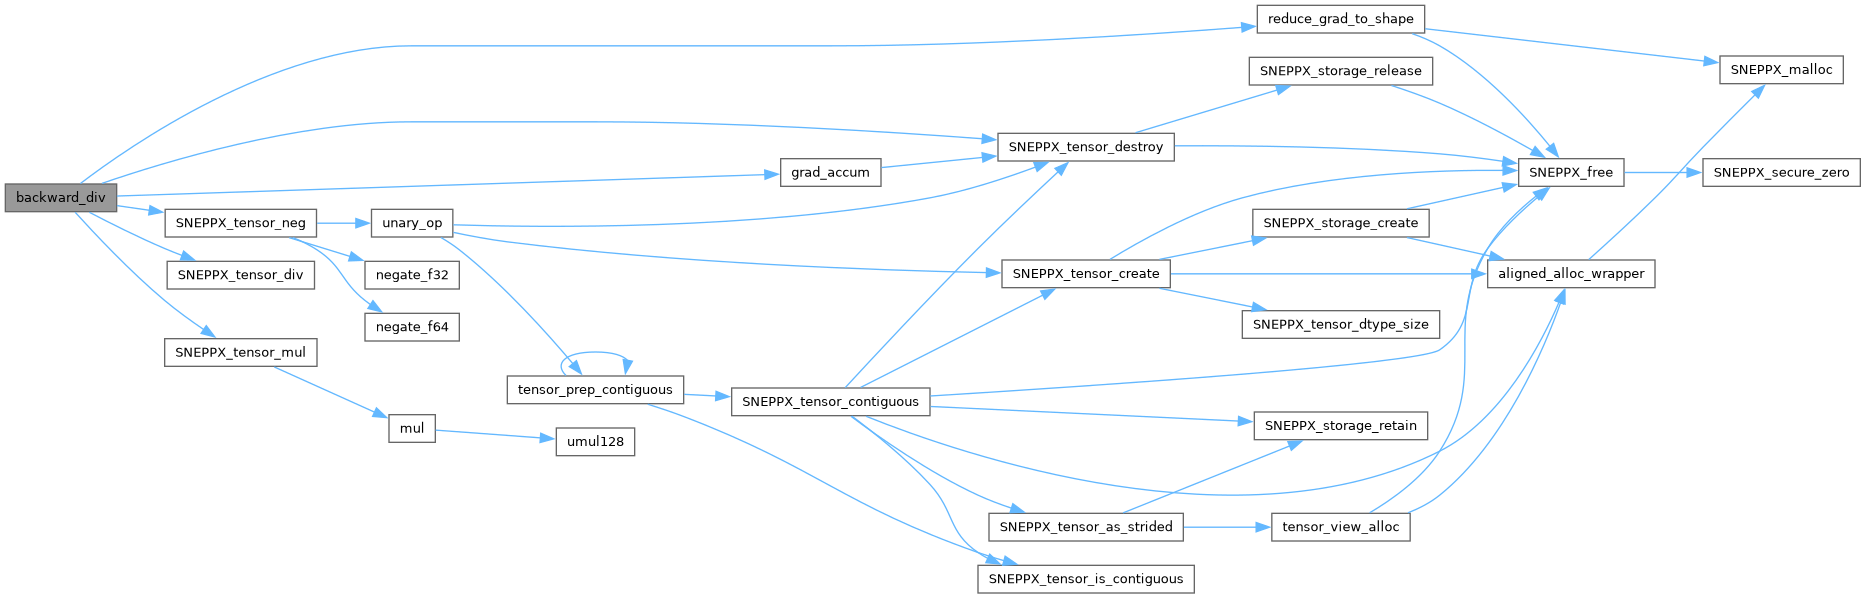 reduce_grad_to_shape
SNEPPX_storage_release
SNEPPX_malloc
SNEPPX_tensor_destroy
grad_accum
SNEPPX_free
SNEPPX_secure_zero
backward_div
SNEPPX_tensor_neg
unary_op
SNEPPX_storage_create
SNEPPX_tensor_div
negate_f32
SNEPPX_tensor_create
aligned_alloc_wrapper
negate_f64
SNEPPX_tensor_dtype_size
SNEPPX_tensor_mul
tensor_prep_contiguous
SNEPPX_tensor_contiguous
mul
umul128
SNEPPX_storage_retain
SNEPPX_tensor_as_strided
tensor_view_alloc
SNEPPX_tensor_is_contiguous